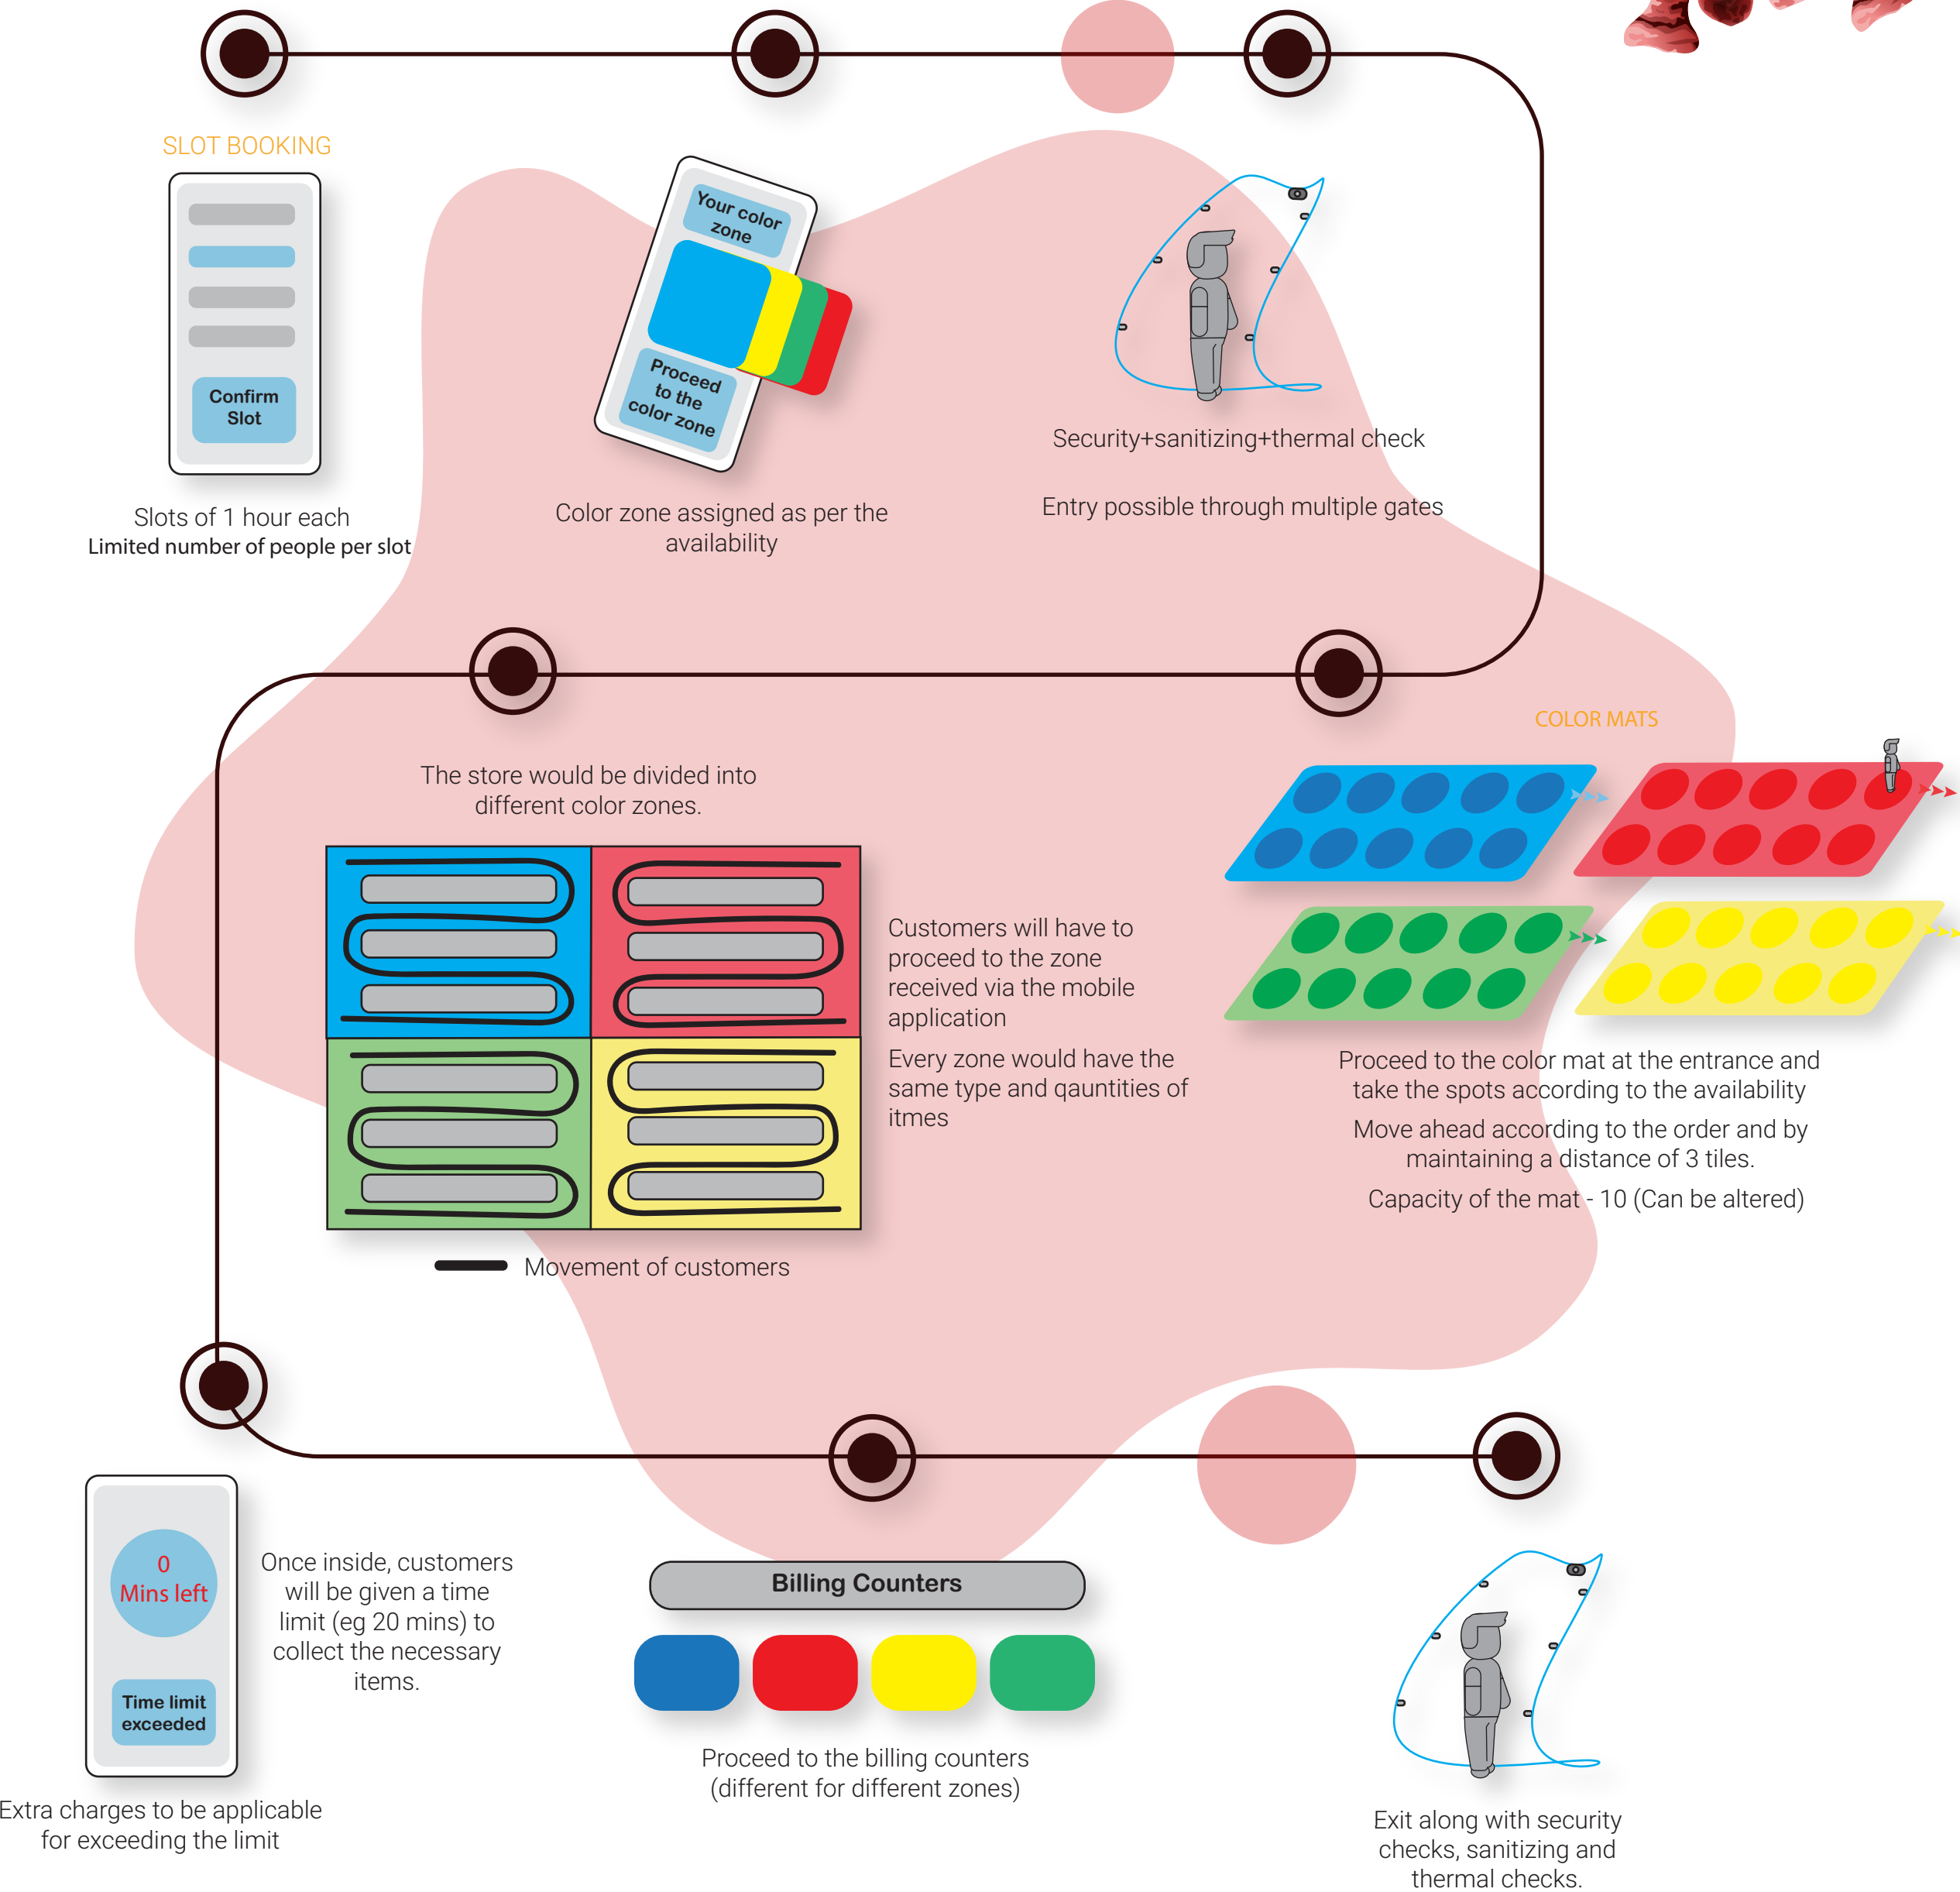 SLOT BOOKING
Confirm
Slot
Slots of 1 hour each
Limited number of people per slot
Your color
zone
Proceed
to the
color zone
Color zone assigned as per the
availability
Security+sanitizing+thermal check
Entry possible through multiple gates
COLOR MATS
Proceed to the color mat at the entrance and
take the spots according to the availability
Move ahead according to the order and by
maintaining a distance of 3 tiles.
Capacity of the mat - 10 (Can be altered)
The store would be divided into
different color zones.
Customers will have to
proceed to the zone
received via the mobile
application
Every zone would have the
same type and qauntities of
itmes
Movement of customers
0
Mins left
Time limit
exceeded
Once inside, customers
will be given a time
limit (eg 20 mins) to
collect the necessary
items.
Extra charges to be applicable
for exceeding the limit
Billing Counters
Proceed to the billing counters
(different for different zones)
Exit along with security
checks, sanitizing and
thermal checks.